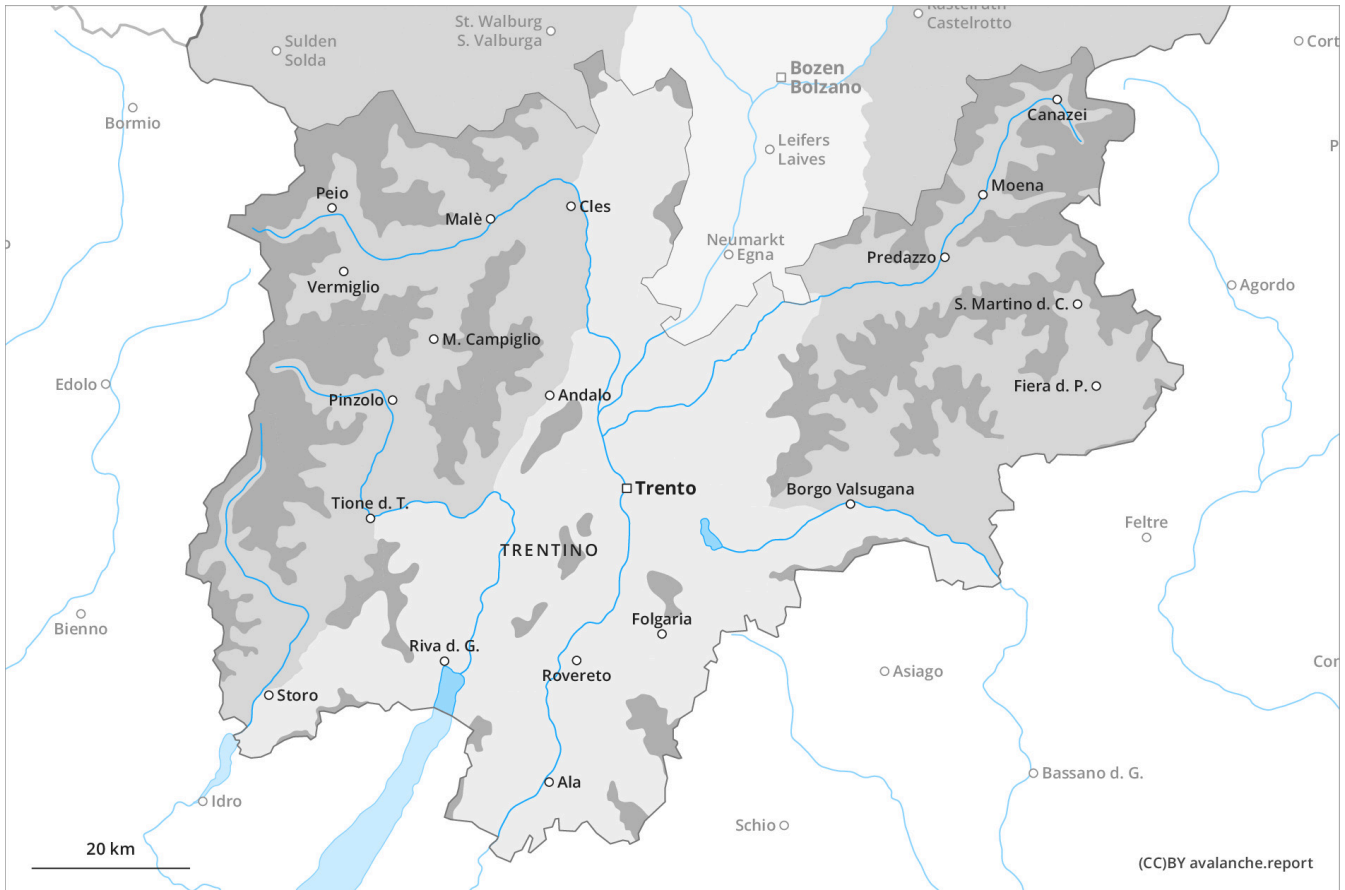 Castelrotto
St. Walburg
S. Valburga
Sulden
Solda
Cort
Bozen
Bolzano
Bormio
Canazei
Leifers
Laives
P
Peio
Moena
Malè
Cles
Neumarkt
Egna
Predazzo
Vermiglio
Agordo
S. Martino d. C.
M. Campiglio
Edolo
Fiera d. P.
Pinzolo
Andalo
Trento
Borgo Valsugana
Tione d. T.
Feltre
TRENTINO
Folgaria
Bienno
Riva d. G.
Cor
Asiago
Rovereto
Storo
Bassano d. G.
Ala
Idro
Schio
20 km
(CC)BY avalanche.report